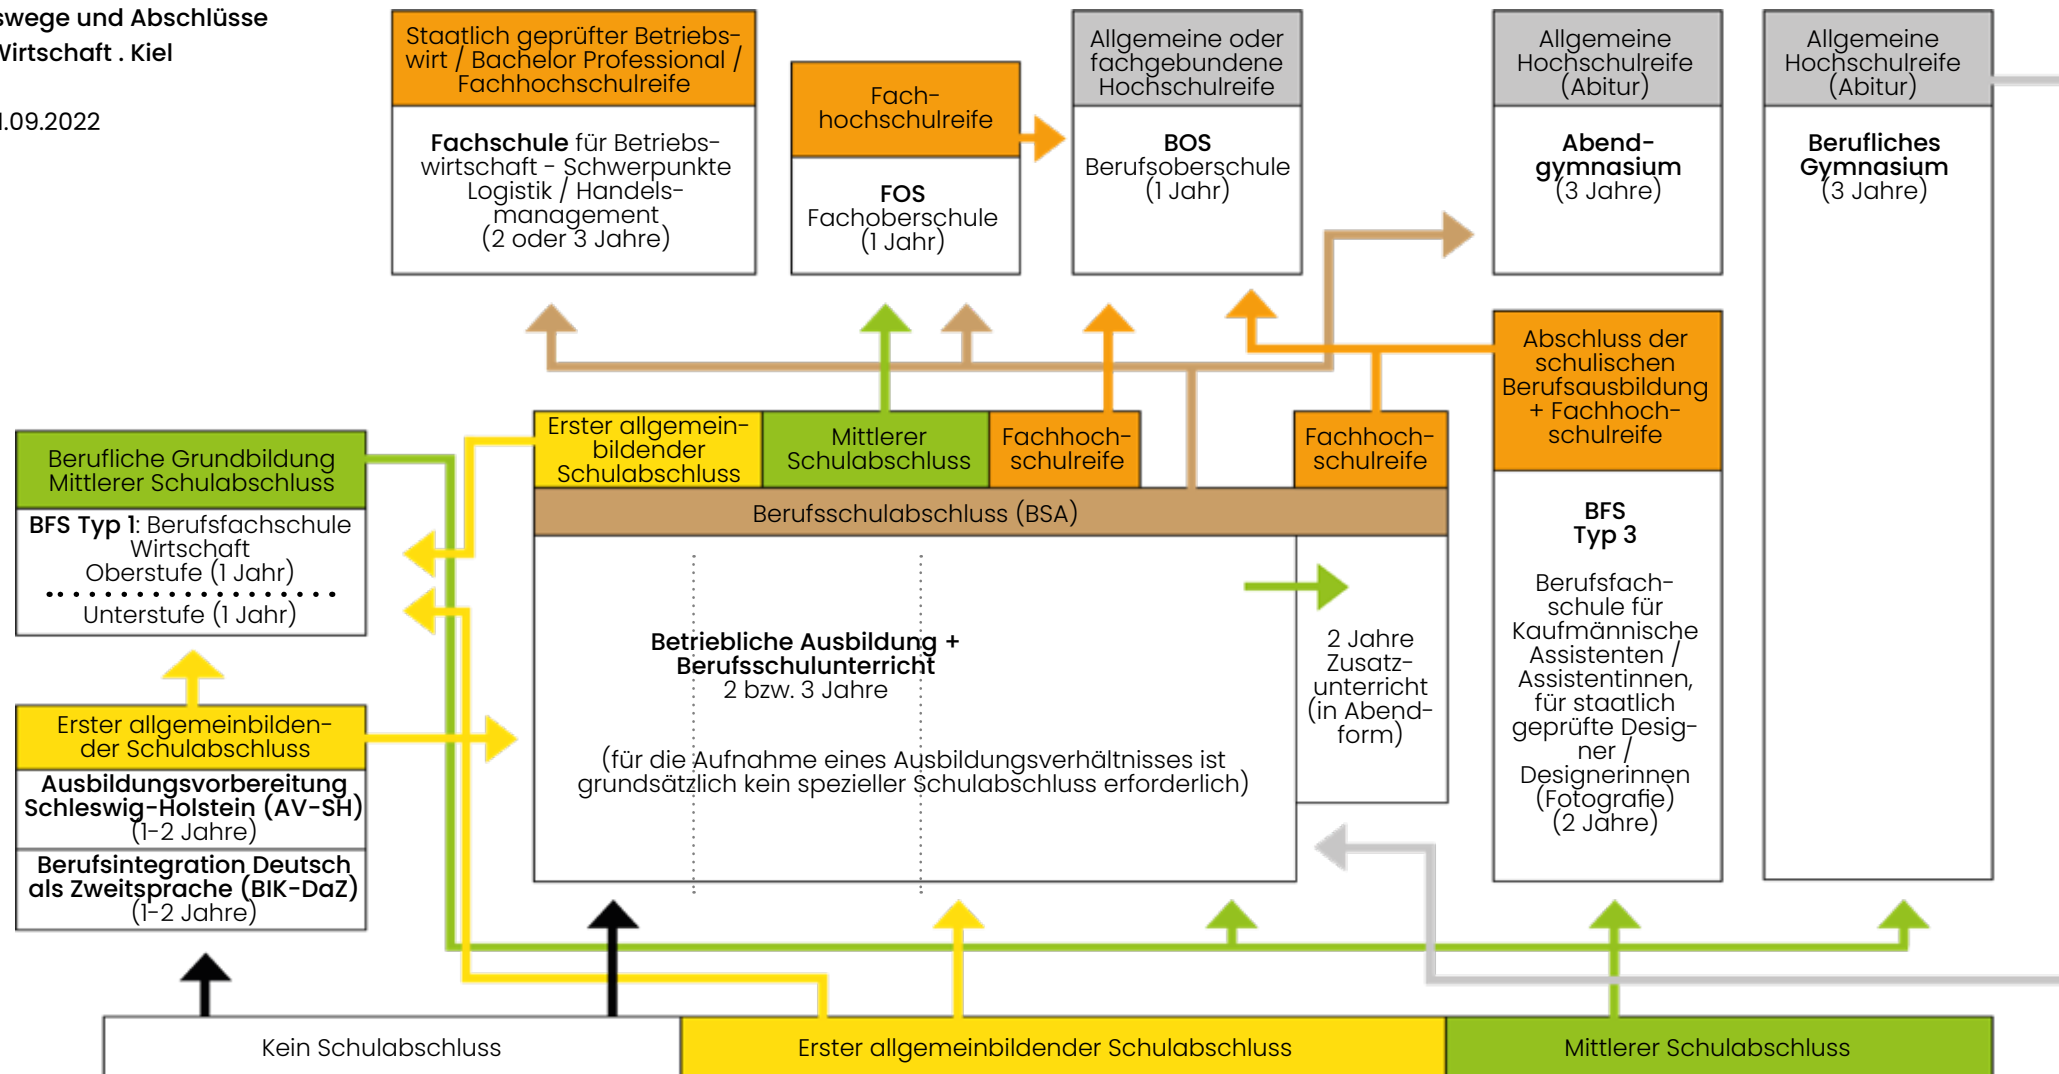 swege und Abschlüsse
Wirtschaft . Kiel
.09.2022
Staatlich geprüfter Betriebs-
wirt / Bachelor Professional /
Fachhochschulreife
Fachschule für Betriebs-
wirtschaft - Schwerpunkte
Logistik / Handels-
management
(2 oder 3 Jahre)
Fach-
hochschulreife
FOS
Fachoberschule
(1 Jahr)
Allgemeine oder
fachgebundene
Hochschulreife
BOS
Berufsoberschule
(1 Jahr)
Allgemeine
Hochschulreife
(Abitur)
Abend-
gymnasium
(3 Jahre)
Allgemeine
Hochschulreife
(Abitur)
Berufliches
Gymnasium
(3 Jahre)
Berufliche Grundbildung
Mittlerer Schulabschluss
BFS Typ 1: Berufsfachschule
Wirtschaft
Oberstufe (1 Jahr)
Unterstufe (1 Jahr)
Erster allgemeinbilden-
der Schulabschluss
Ausbildungsvorbereitung
Schleswig-Holstein (AV-SH)
(1-2 Jahre)
Berufsintegration Deutsch
als Zweitsprache (BIK-DaZ)
(1-2 Jahre)
Erster allgemein-
bildender
Schulabschluss
Mittlerer
Schulabschluss
Fachhoch-
schulreife
Fachhoch-
schulreife
Berufsschulabschluss (BSA)
Betriebliche Ausbildung +
Berufsschulunterricht
2 bzw. 3 Jahre
(für die Aufnahme eines Ausbildungsverhältnisses ist
grundsätzlich kein spezieller Schulabschluss erforderlich)
2 Jahre
Zusatz-
unterricht
(in Abend-
form)
Abschluss der
schulischen
Berufsausbildung
+ Fachhoch-
schulreife
BFS
Typ 3
Berufsfach-
schule für
Kaufmännische
Assistenten /
Assistentinnen,
für staatlich
geprüfte Desig-
ner /
Designerinnen
(Fotografie)
(2 Jahre)
Kein Schulabschluss
Erster allgemeinbildender Schulabschluss
Mittlerer Schulabschluss